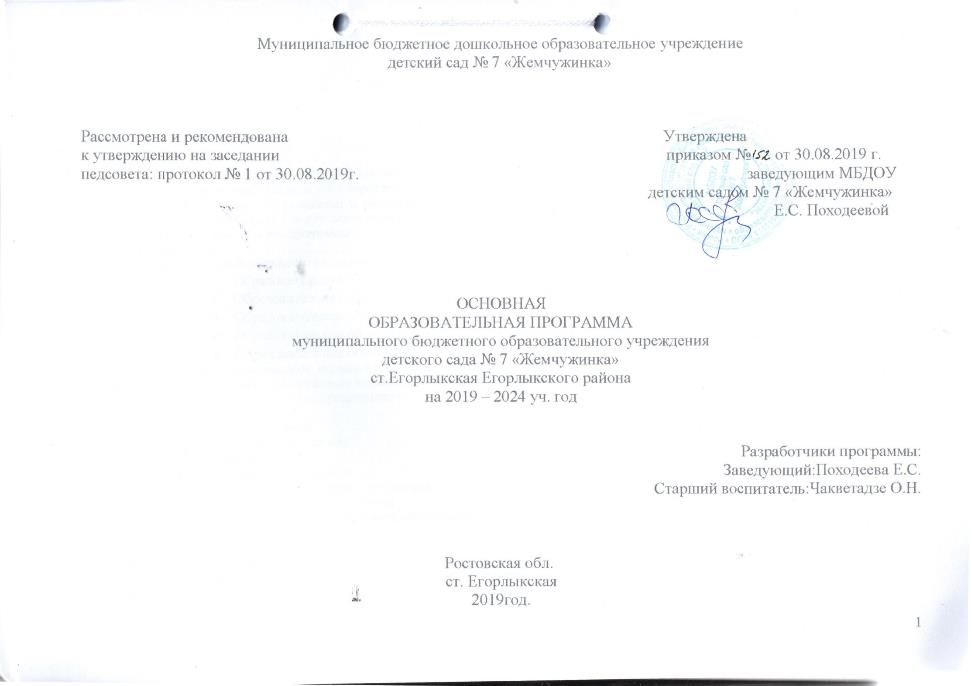 Муниципальное бюджетное дошкольное образовательное учреждение
детский сад № 7 «Жемчужинка»
Рассмотрена и рекомендована
к утверждению на заседании
педсовета: протокол № 1 от 30.08.2019г.
Утверждена
приказом №152 от 30.08.2019 г.
заведующим МБДОУ
детским садом № 7 «Жемчужинка»
Е.С. Походеевой
ОСНОВНАЯ
ОБРАЗОВАТЕЛЬНАЯ ПРОГРАММА
муниципального бюджетного образовательного учреждения
детского сада № 7 «Жемчужинка»
ст.Егорлыкская Егорлыкского района
на 2019 – 2024 уч. год
Разработчики программы:
Заведующий:Походеева Е.С.
Старший воспитатель:Чакветадзе О.Н.
Ростовская обл.
ст. Егорлыкская
2019год.
1